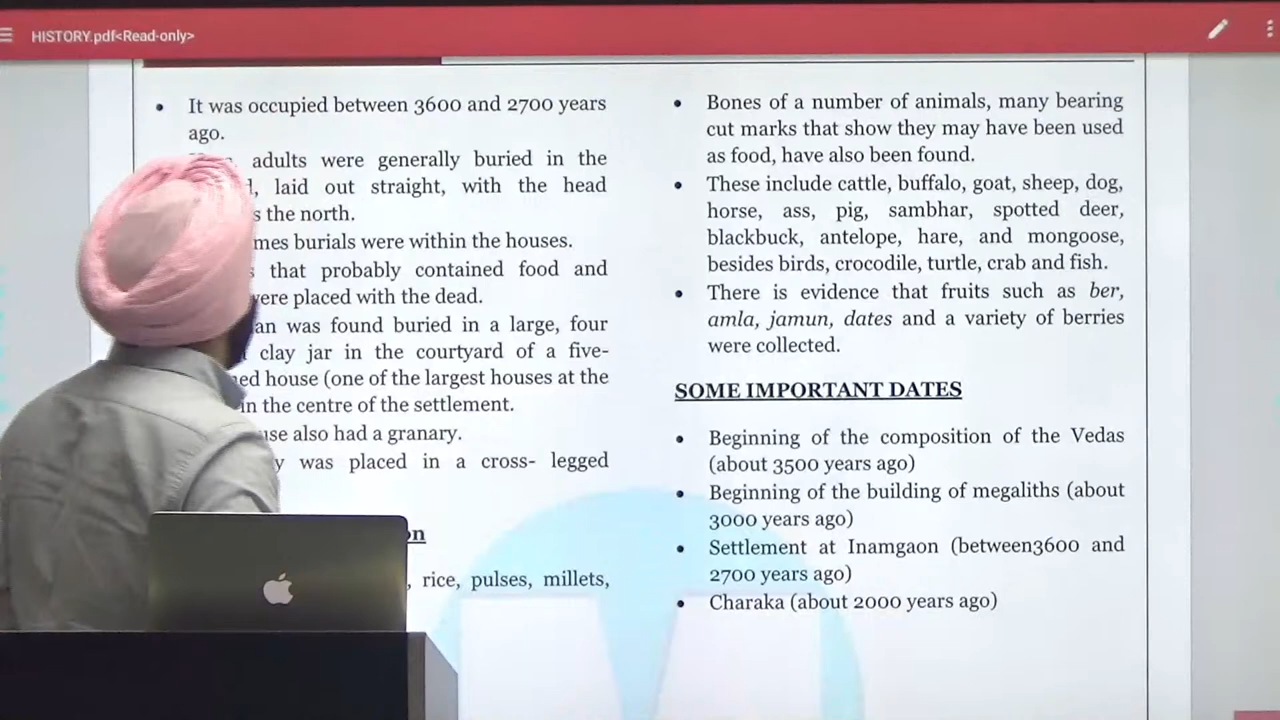 HISTORY.pdf<Read-only>
• It was occupied between 3600 and 2700 years
ago.
adults were generally buried in the
laid out straight, with the head
the north.
burials were within the houses.
that probably contained food and
were placed with the dead.
was found buried in a large, four
clay jar in the courtyard of a five-
house (one of the largest houses at the
in the centre of the settlement.
also had a granary.
was placed in a cross- legged
rice, pulses, millets,
• Bones of a number of animals, many bearing
cut marks that show they may have been used
as food, have also been found.
• These include cattle, buffalo, goat, sheep, dog,
horse, ass, pig, sambhar, spotted deer,
blackbuck, antelope, hare, and mongoose,
besides birds, crocodile, turtle, crab and fish.
• There is evidence that fruits such as ber,
amla, jamun, dates and a variety of berries
were collected.
SOME IMPORTANT DATES
• Beginning of the composition of the Vedas
(about 3500 years ago)
• Beginning of the building of megaliths (about
3000 years ago)
• Settlement at Inamgaon (between3600 and
2700 years ago)
• Charaka (about 2000 years ago)